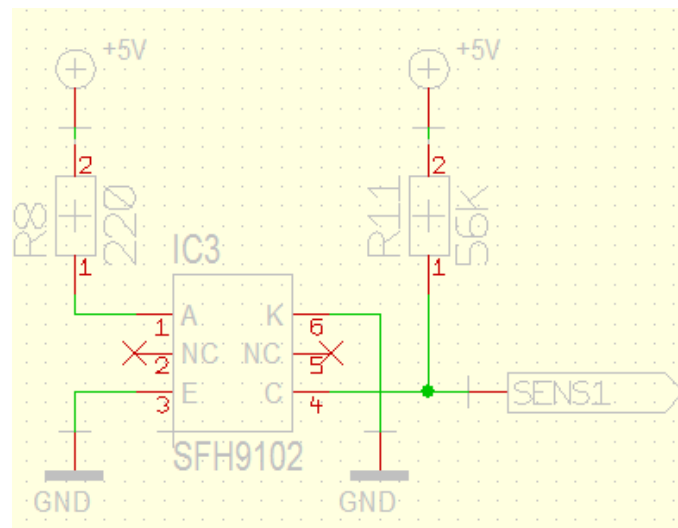 +5V
+5V
2
2
R8
220
R11
56K
1
1
IC3
1
A
K
6
2
NC
NC
5
3
E
C
4
SENS1
SFH9102
GND
GND